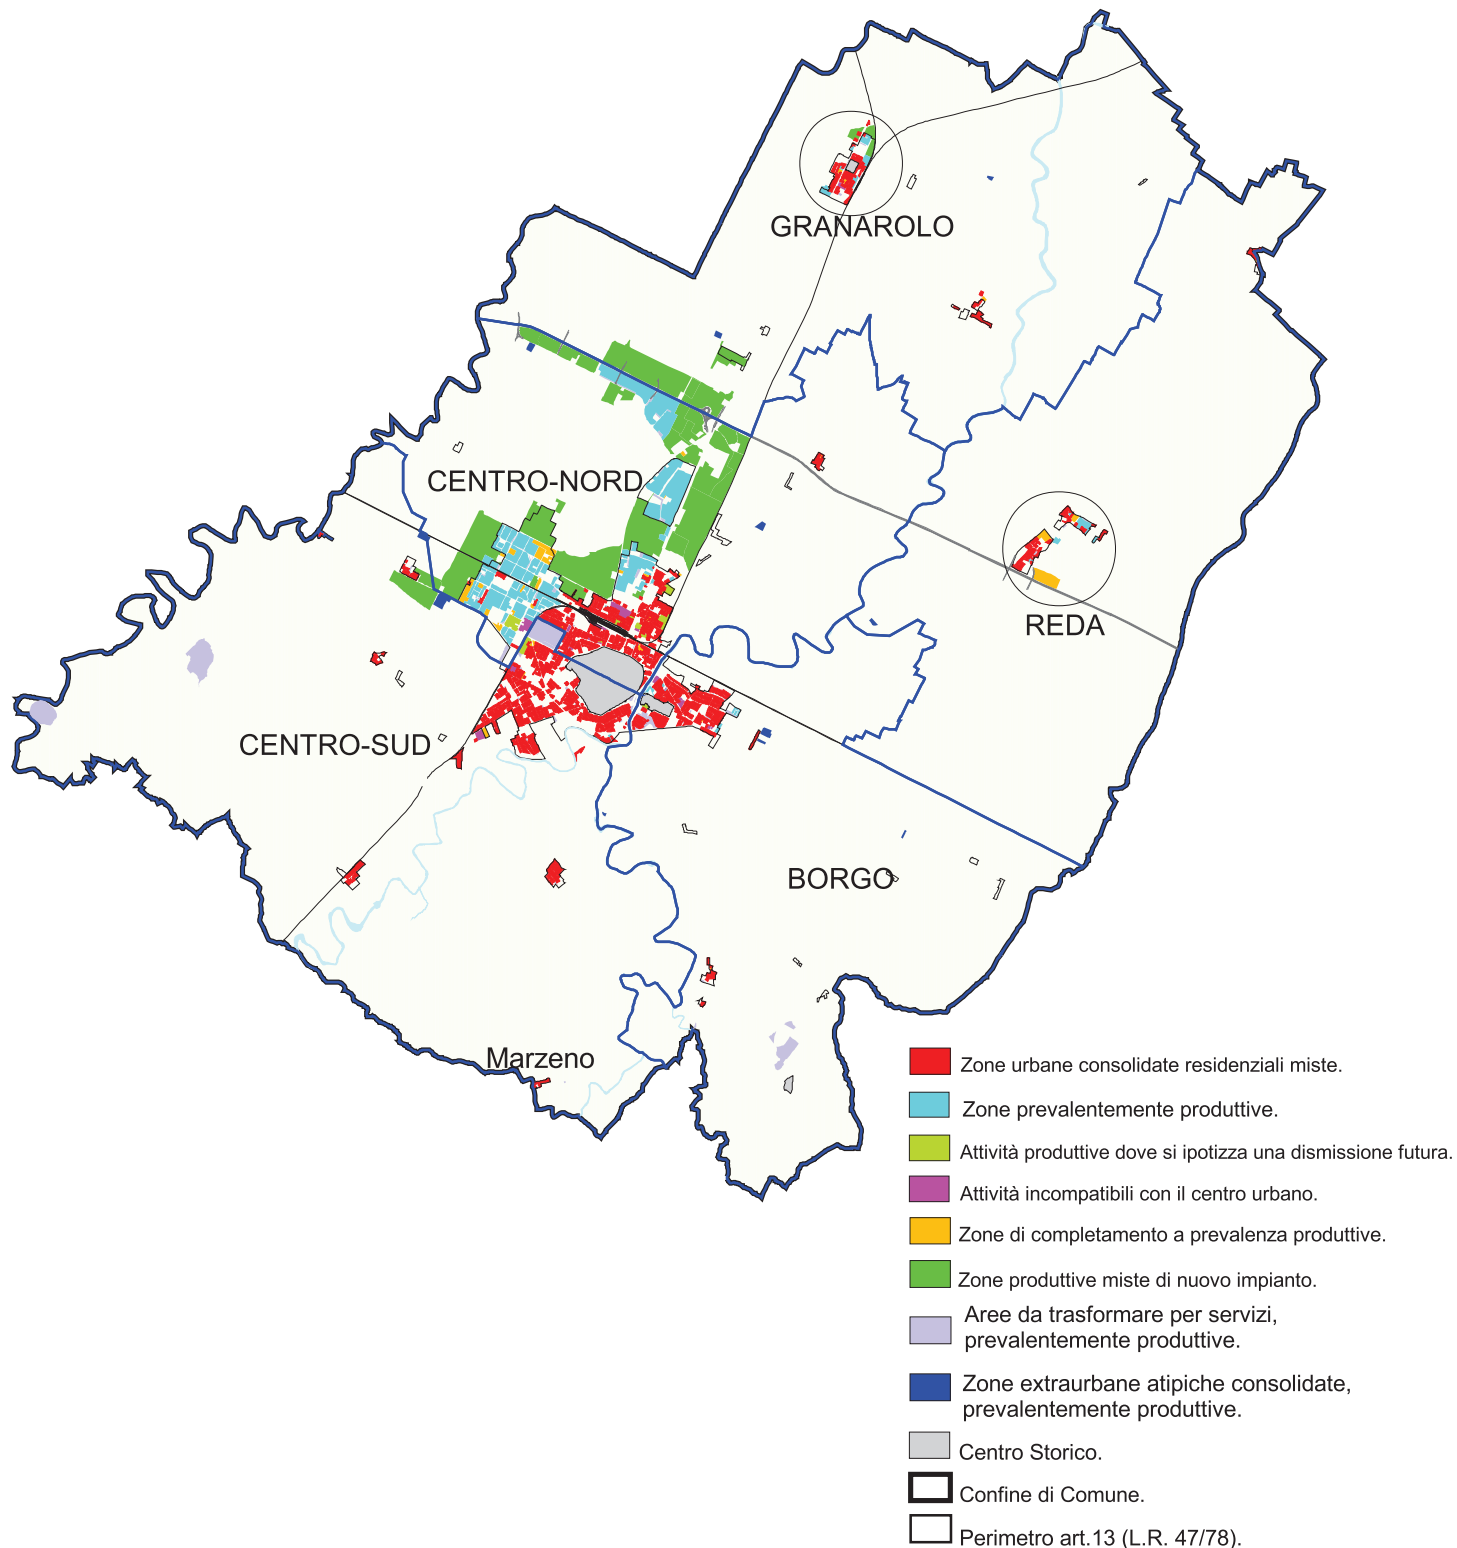 GRANAROLO
CENTRO-NORD
REDA
CENTRO-SUD
BORGO
Marzeno
Zone urbane consolidate residenziali miste.
Zone prevalentemente produttive.
Attività produttive dove si ipotizza una dismissione futura.
Attività incompatibili con il centro urbano.
Zone di completamento a prevalenza produttive.
Zone produttive miste di nuovo impianto.
Aree da trasformare per servizi,
prevalentemente produttive.
Zone extraurbane atipiche consolidate,
prevalentemente produttive.
Centro Storico.
Confine di Comune.
Perimetro art.13 (L.R. 47/78).